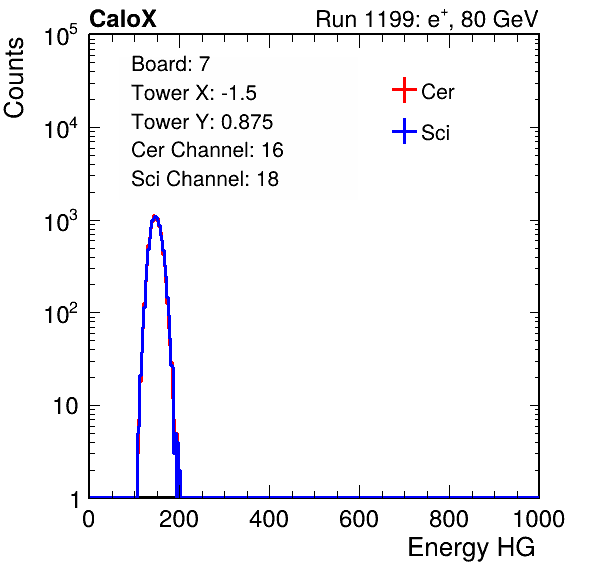 CaloX Run 1199: e⁺, 80 GeV
Counts
Board: 7
Tower X: -1.5
Tower Y: 0.875
Cer Channel: 16
Sci Channel: 18
Cer
Sci
10⁵
10⁴
10³
10²
10
1
0 200 400 600 800 1000
Energy HG